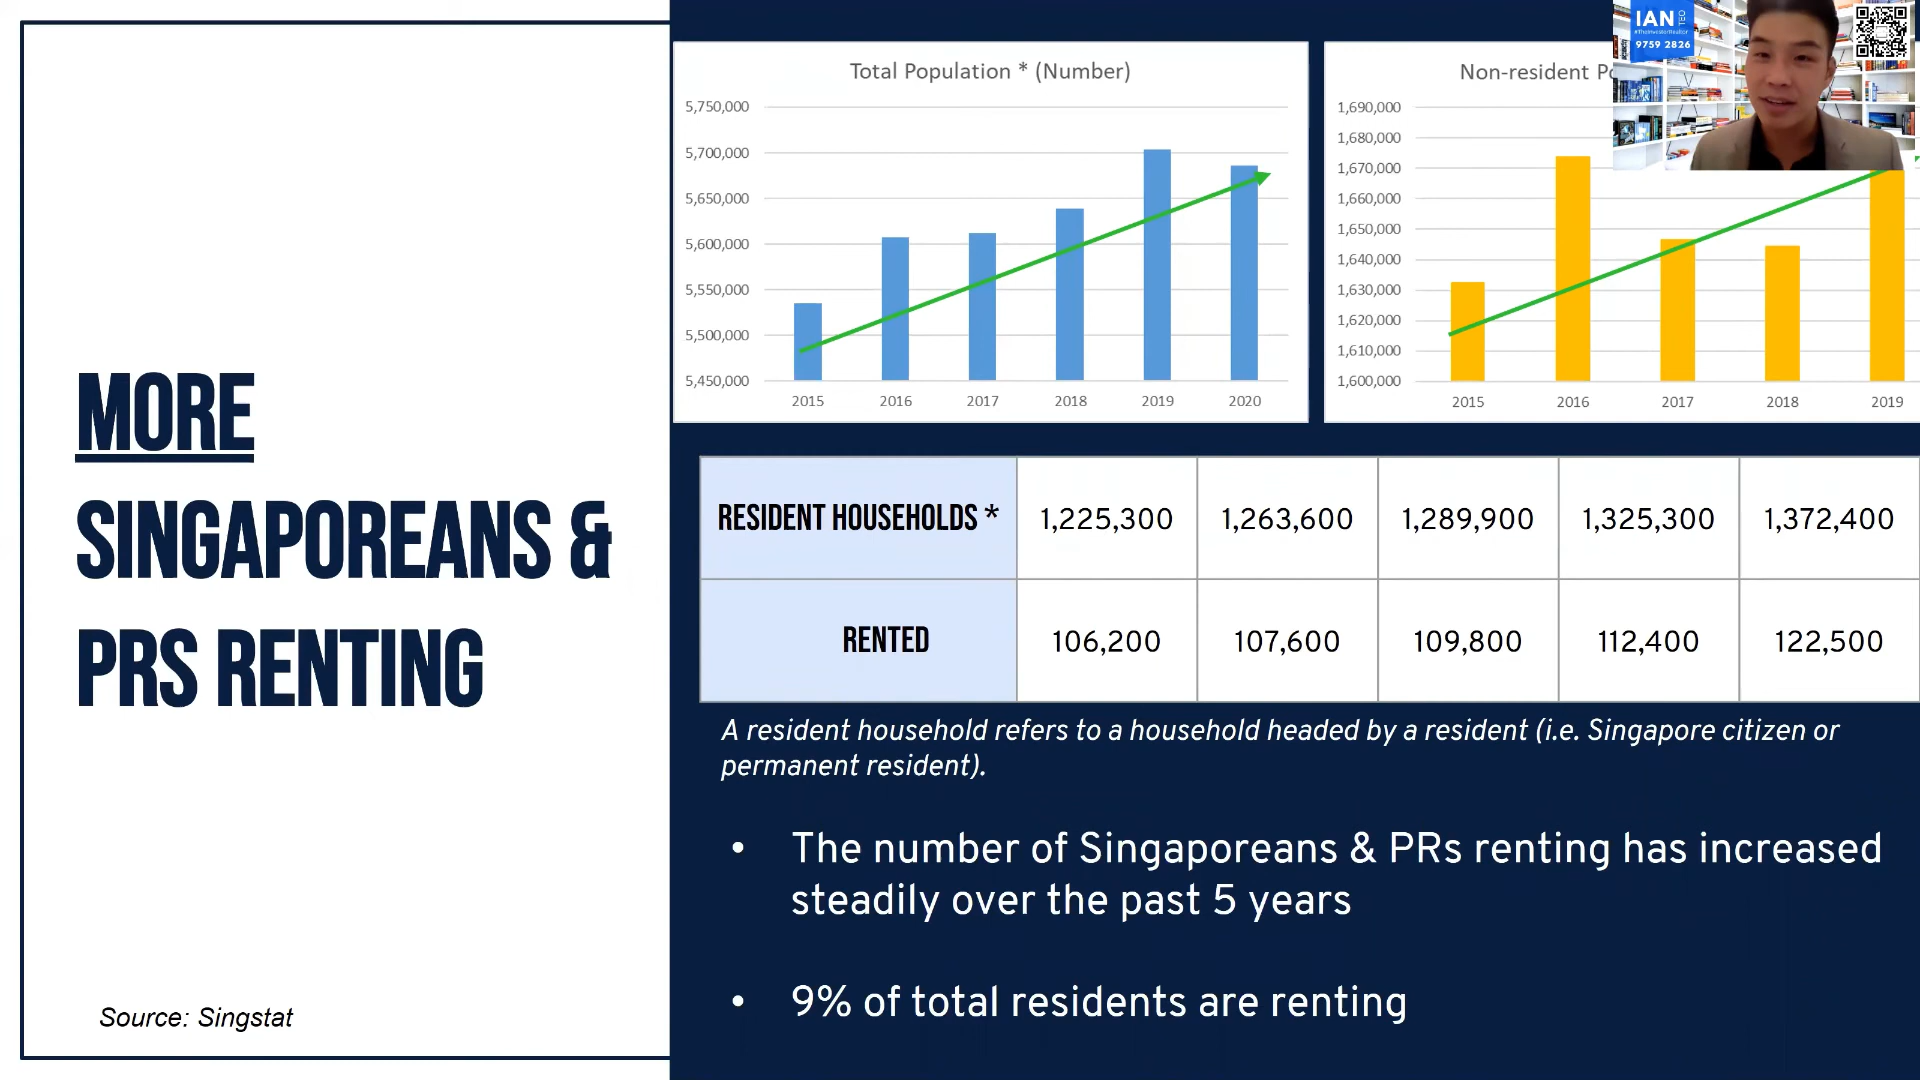 MORE
SINGAPOREANS &
PRS RENTING
Source: Singstat
Total Population * (Number)
5,750,000
5,700,000
5,650,000
5,600,000
5,550,000
5,500,000
5,450,000
2015 2016 2017 2018 2019 2020
Non-resident
1,690,000
1,680,000
1,670,000
1,660,000
1,650,000
1,640,000
1,630,000
1,620,000
1,610,000
1,600,000
2015 2016 2017 2018 2019
IAN TEO
#TheInvestorRealtor
9759 2826
RESIDENT HOUSEHOLDS * 1,225,300 1,263,600 1,289,900 1,325,300 1,372,400
RENTED 106,200 107,600 109,800 112,400 122,500
A resident household refers to a household headed by a resident (i.e. Singapore citizen or
permanent resident).
• The number of Singaporeans & PRs renting has increased
steadily over the past 5 years
• 9% of total residents are renting